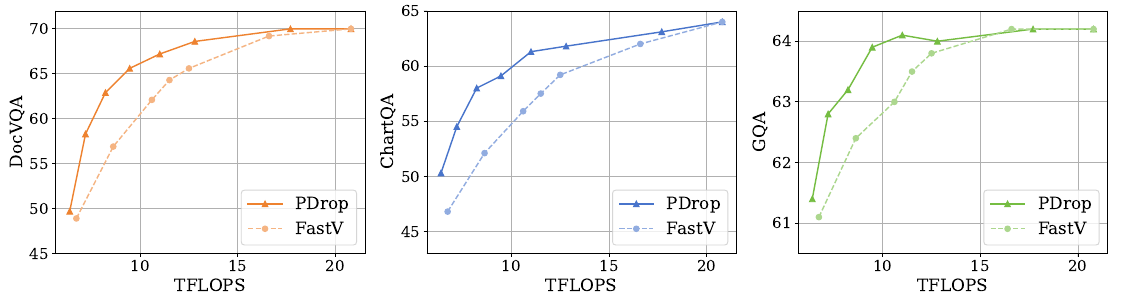 DocVQA
70
65
60
55
50
45
10
15
20
TFLOPS
PDrop
FastV
ChartQA
65
60
55
50
45
10
15
20
TFLOPS
PDrop
FastV
GQA
64
63
62
61
10
15
20
TFLOPS
PDrop
FastV